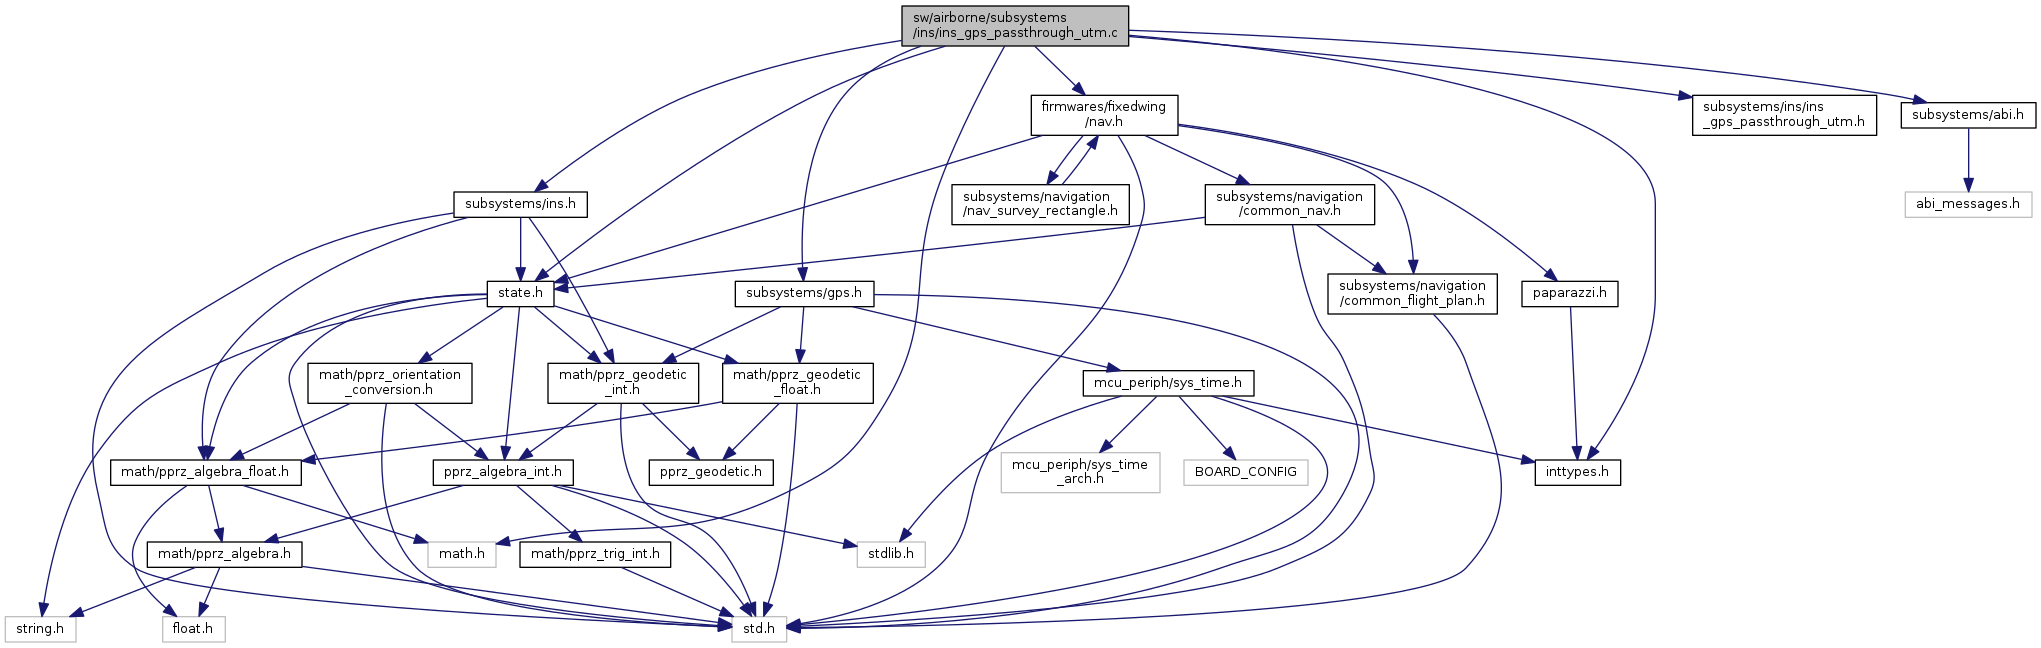 sw/airborne/subsystems
/ins/ins_gps_passthrough_utm.c
firmwares/fixedwing
/nav.h
subsystems/ins/ins
_gps_passthrough_utm.h
subsystems/abi.h
subsystems/ins.h
subsystems/navigation
/nav_survey_rectangle.h
subsystems/navigation
/common_nav.h
abi_messages.h
state.h
subsystems/gps.h
subsystems/navigation
/common_flight_plan.h
paparazzi.h
math/pprz_orientation
_conversion.h
math/pprz_geodetic
_int.h
math/pprz_geodetic
_float.h
mcu_periph/sys_time.h
math/pprz_algebra_float.h
pprz_algebra_int.h
pprz_geodetic.h
mcu_periph/sys_time
_arch.h
BOARD_CONFIG
inttypes.h
math/pprz_algebra.h
math.h
math/pprz_trig_int.h
stdlib.h
string.h
float.h
std.h